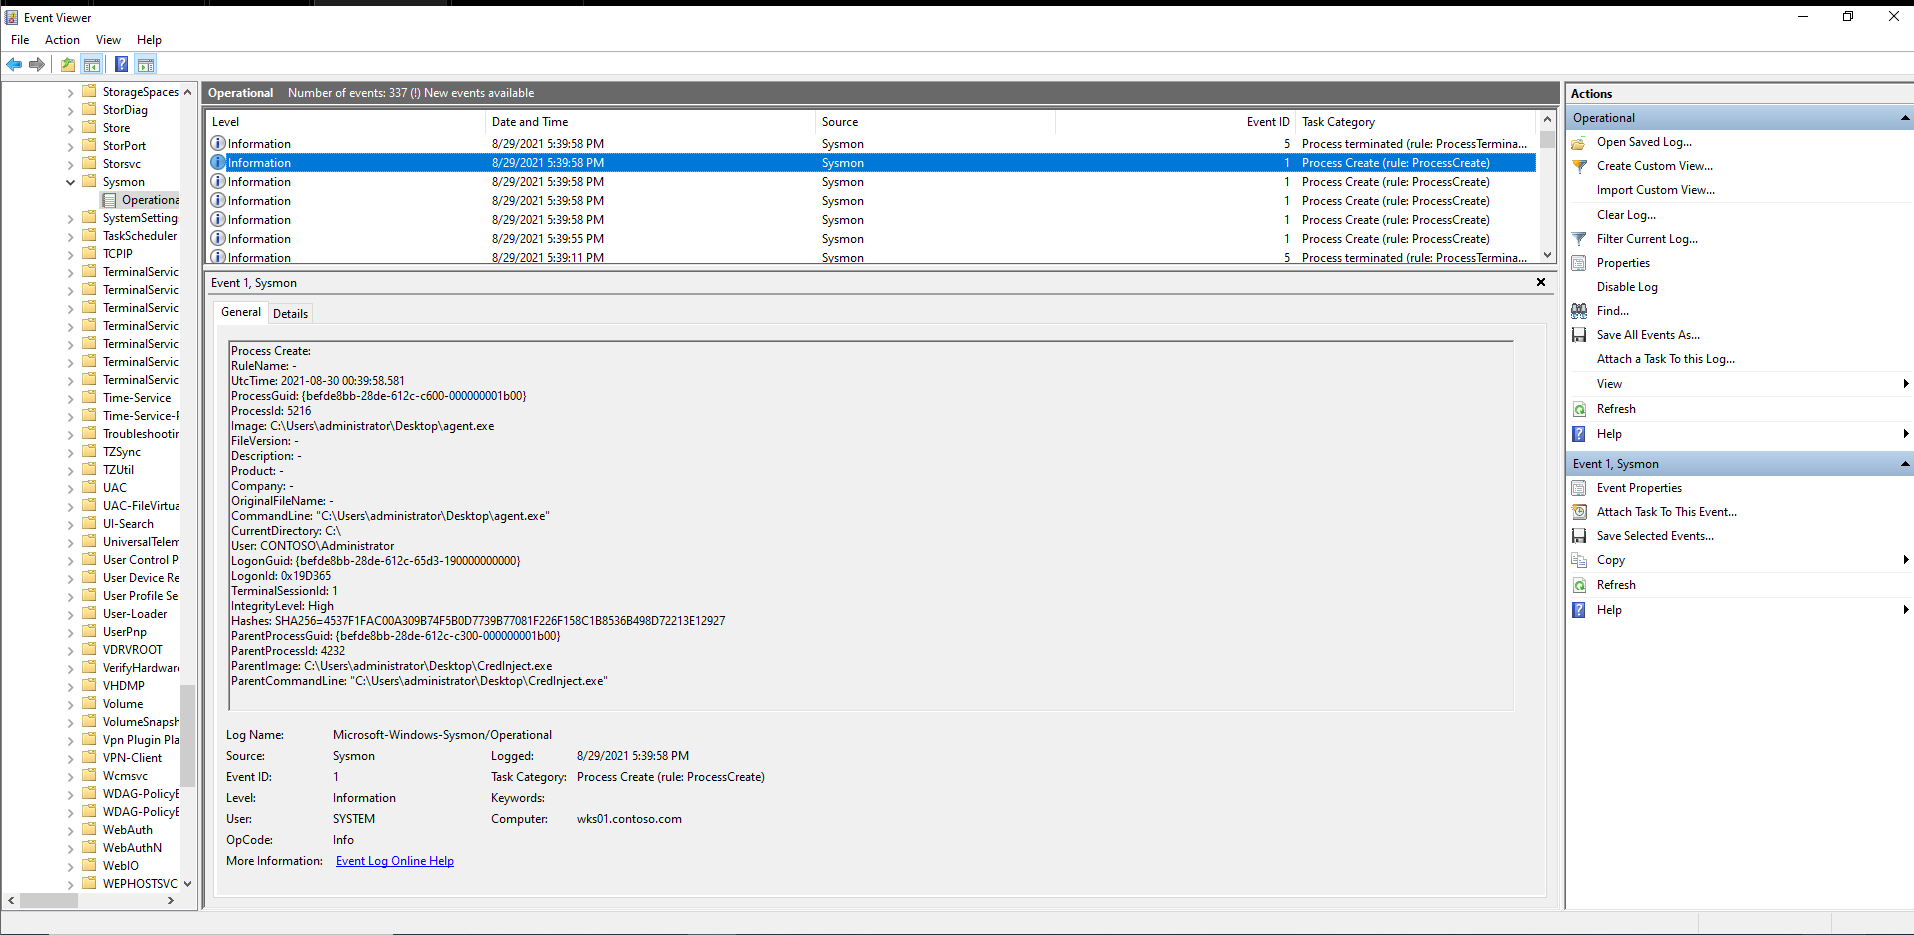 Event Viewer
File Action View Help
StorageSpaces
StorDiag
Store
StorPort
Storsvc
Sysmon
Operationa
SystemSetting
TaskScheduler
TCPIP
TerminalServic
TerminalServic
TerminalServic
TerminalServic
TerminalServic
TerminalServic
TerminalServic
Time-Service
Time-Service-P
Troubleshootin
TZSync
TZUtil
UAC
UAC-FileVirtua
UI-Search
UniversalTelem
User Control P
User Device Re
User Profile Se
User-Loader
UserPnp
VDRVROOT
VerifyHardware
VHDMP
Volume
VolumeSnapsh
Vpn Plugin Pla
VPN-Client
Wcmsvc
WDAG-PolicyE
WDAG-PolicyE
WebAuth
WebAuthN
WebIO
WEPHOSTSVC
Operational Number of events: 337 (!) New events available
Level Date and Time Source Event ID Task Category
Information 8/29/2021 5:39:58 PM Sysmon 5 Process terminated (rule: ProcessTermina...
Information 8/29/2021 5:39:58 PM Sysmon 1 Process Create (rule: ProcessCreate)
Information 8/29/2021 5:39:58 PM Sysmon 1 Process Create (rule: ProcessCreate)
Information 8/29/2021 5:39:58 PM Sysmon 1 Process Create (rule: ProcessCreate)
Information 8/29/2021 5:39:58 PM Sysmon 1 Process Create (rule: ProcessCreate)
Information 8/29/2021 5:39:55 PM Sysmon 1 Process Create (rule: ProcessCreate)
Information 8/29/2021 5:39:11 PM Sysmon 5 Process terminated (rule: ProcessTermina...
Event 1, Sysmon
General Details
Process Create:
RuleName: -
UtcTime: 2021-08-30 00:39:58.581
ProcessGuid: {befde8bb-28de-612c-c600-000000001b00}
ProcessId: 5216
Image: C:\Users\administrator\Desktop\agent.exe
FileVersion: -
Description: -
Product: -
Company: -
OriginalFileName: -
CommandLine: "C:\Users\administrator\Desktop\agent.exe"
CurrentDirectory: C:\
User: CONTOSO\Administrator
LogonGuid: {befde8bb-28de-612c-65d3-190000000000}
LogonId: 0x19D365
TerminalSessionId: 1
IntegrityLevel: High
Hashes: SHA256=4537F1FAC00A309B74F5B0D7739B77081F226F158C1B8536B498D72213E12927
ParentProcessGuid: {befde8bb-28de-612c-c300-000000001b00}
ParentProcessId: 4232
ParentImage: C:\Users\administrator\Desktop\CredInject.exe
ParentCommandLine: "C:\Users\administrator\Desktop\CredInject.exe"
Log Name: Microsoft-Windows-Sysmon/Operational
Source: Sysmon Logged: 8/29/2021 5:39:58 PM
Event ID: 1 Task Category: Process Create (rule: ProcessCreate)
Level: Information Keywords:
User: SYSTEM Computer: wks01.contoso.com
OpCode: Info
More Information: Event Log Online Help
Actions
Operational
Open Saved Log...
Create Custom View...
Import Custom View...
Clear Log...
Filter Current Log...
Properties
Disable Log
Find...
Save All Events As...
Attach a Task To this Log...
View
Refresh
Help
Event 1, Sysmon
Event Properties
Attach Task To This Event...
Save Selected Events...
Copy
Refresh
Help